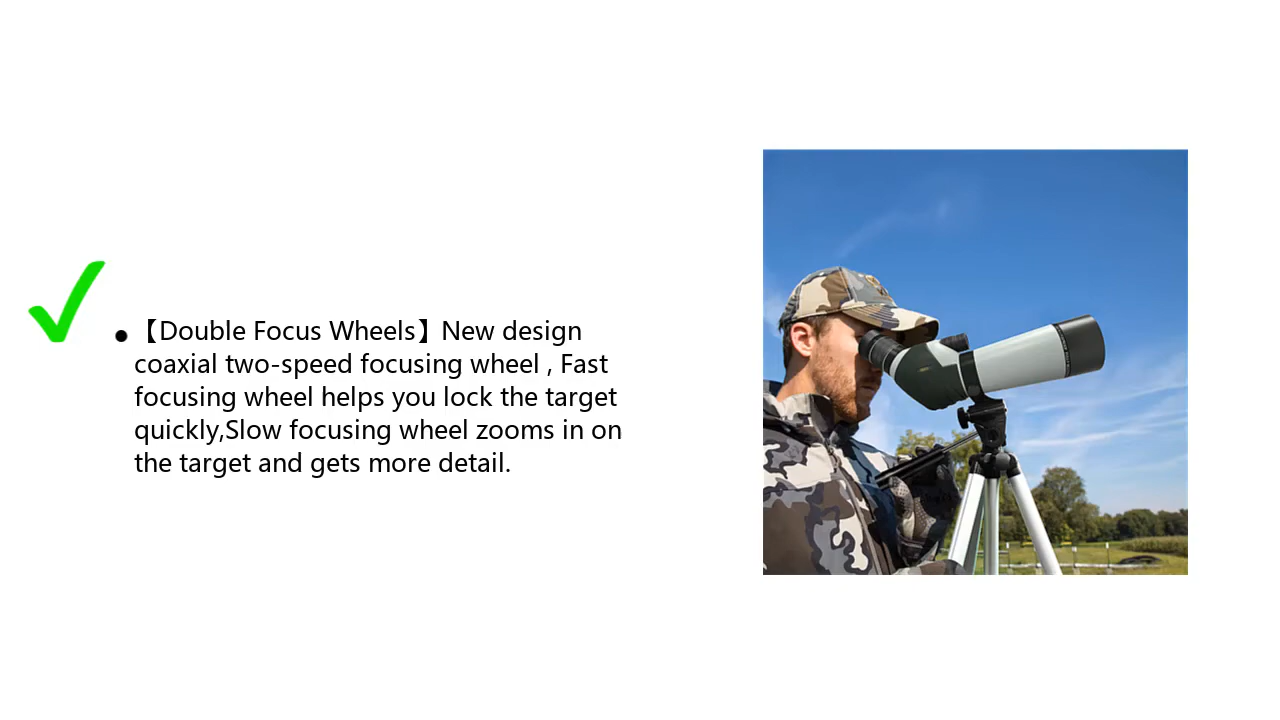 •【Double Focus Wheels】New design
coaxial two-speed focusing wheel , Fast
focusing wheel helps you lock the target
quickly,Slow focusing wheel zooms in on
the target and gets more detail.